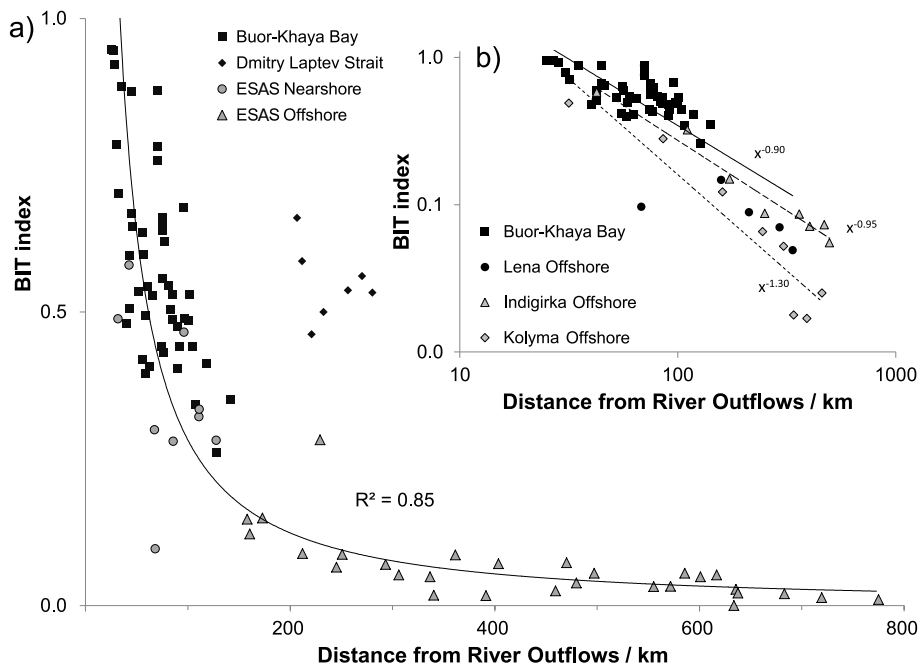 a)
1.0
0.5
0.0
BIT index
Buor-Khaya Bay
Dmitry Laptev Strait
ESAS Nearshore
ESAS Offshore
R² = 0.85
200
400
600
800
Distance from River Outflows / km
b)
1.0
0.1
0.0
BIT index
x-0.90
x-0.95
x-1.30
Buor-Khaya Bay
Lena Offshore
Indigirka Offshore
Kolyma Offshore
10
100
1000
Distance from River Outflows / km